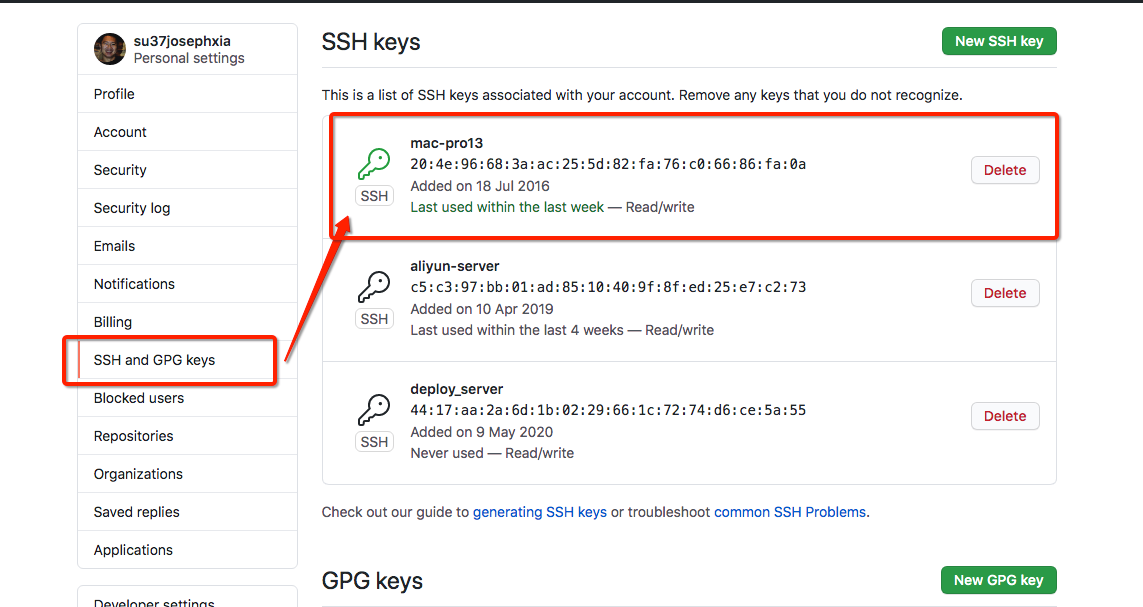 su37josephxia
Personal settings
Profile
Account
Security
Security log
Emails
Notifications
Billing
SSH and GPG keys
Blocked users
Repositories
Organizations
Saved replies
Applications
Developer settings
SSH keys
New SSH key
This is a list of SSH keys associated with your account. Remove any keys that you do not recognize.
mac-pro13
20:4e:96:68:3a:ac:25:5d:82:fa:76:c0:66:86:fa:0a
Added on 18 Jul 2016
Last used within the last week — Read/write
SSH
Delete
aliyun-server
c5:c3:97:bb:01:ad:85:10:40:9f:8f:ed:25:e7:c2:73
Added on 10 Apr 2019
Last used within the last 4 weeks — Read/write
SSH
Delete
deploy_server
44:17:aa:2a:6d:1b:02:29:66:1c:72:74:d6:ce:5a:55
Added on 9 May 2020
Never used — Read/write
SSH
Delete
Check out our guide to generating SSH keys or troubleshoot common SSH Problems.
GPG keys
New GPG key